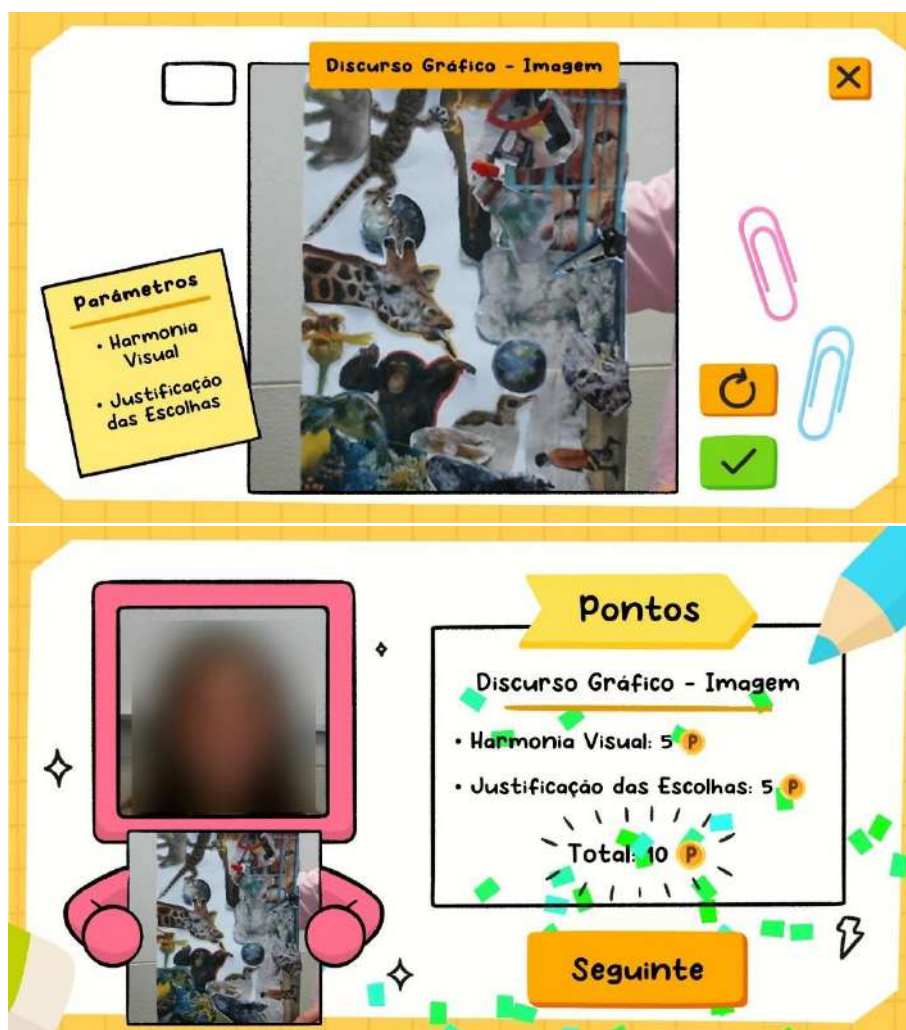 Discurso Gráfico - Imagem
Parâmetros
• Harmonia
Visual
• Justificação
das Escolhas
Pontos
Discurso Gráfico - Imagem
• Harmonia Visual: 5 P
• Justificação das Escolhas: 5 P
Total: 10 P
Seguinte